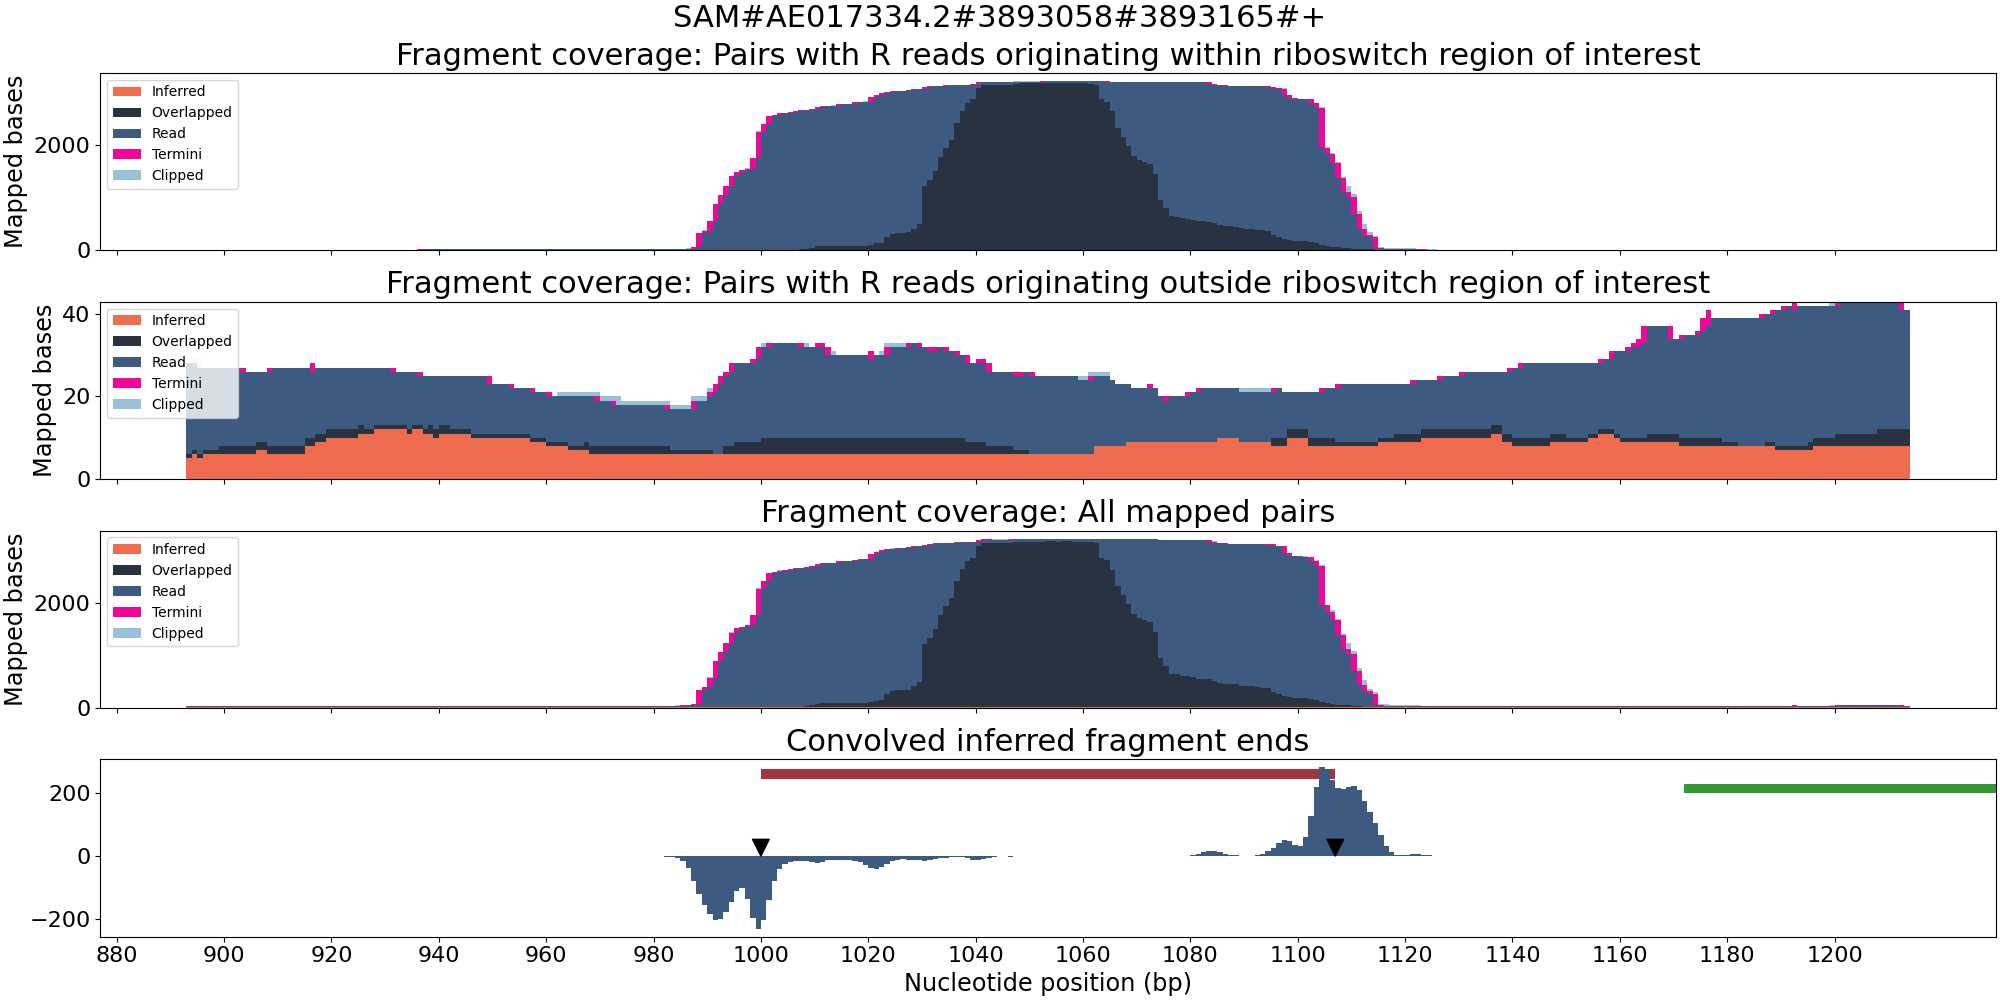 SAM#AE017334.2#3893058#3893165#+
Fragment coverage: Pairs with R reads originating within riboswitch region of interest
Mapped bases
2000
0
Inferred
Overlapped
Read
Termini
Clipped
Fragment coverage: Pairs with R reads originating outside riboswitch region of interest
Mapped bases
40
20
0
Inferred
Overlapped
Read
Termini
Clipped
Fragment coverage: All mapped pairs
Mapped bases
2000
0
Inferred
Overlapped
Read
Termini
Clipped
Convolved inferred fragment ends
200
0
−200
880 900 920 940 960 980 1000 1020 1040 1060 1080 1100 1120 1140 1160 1180 1200
Nucleotide position (bp)